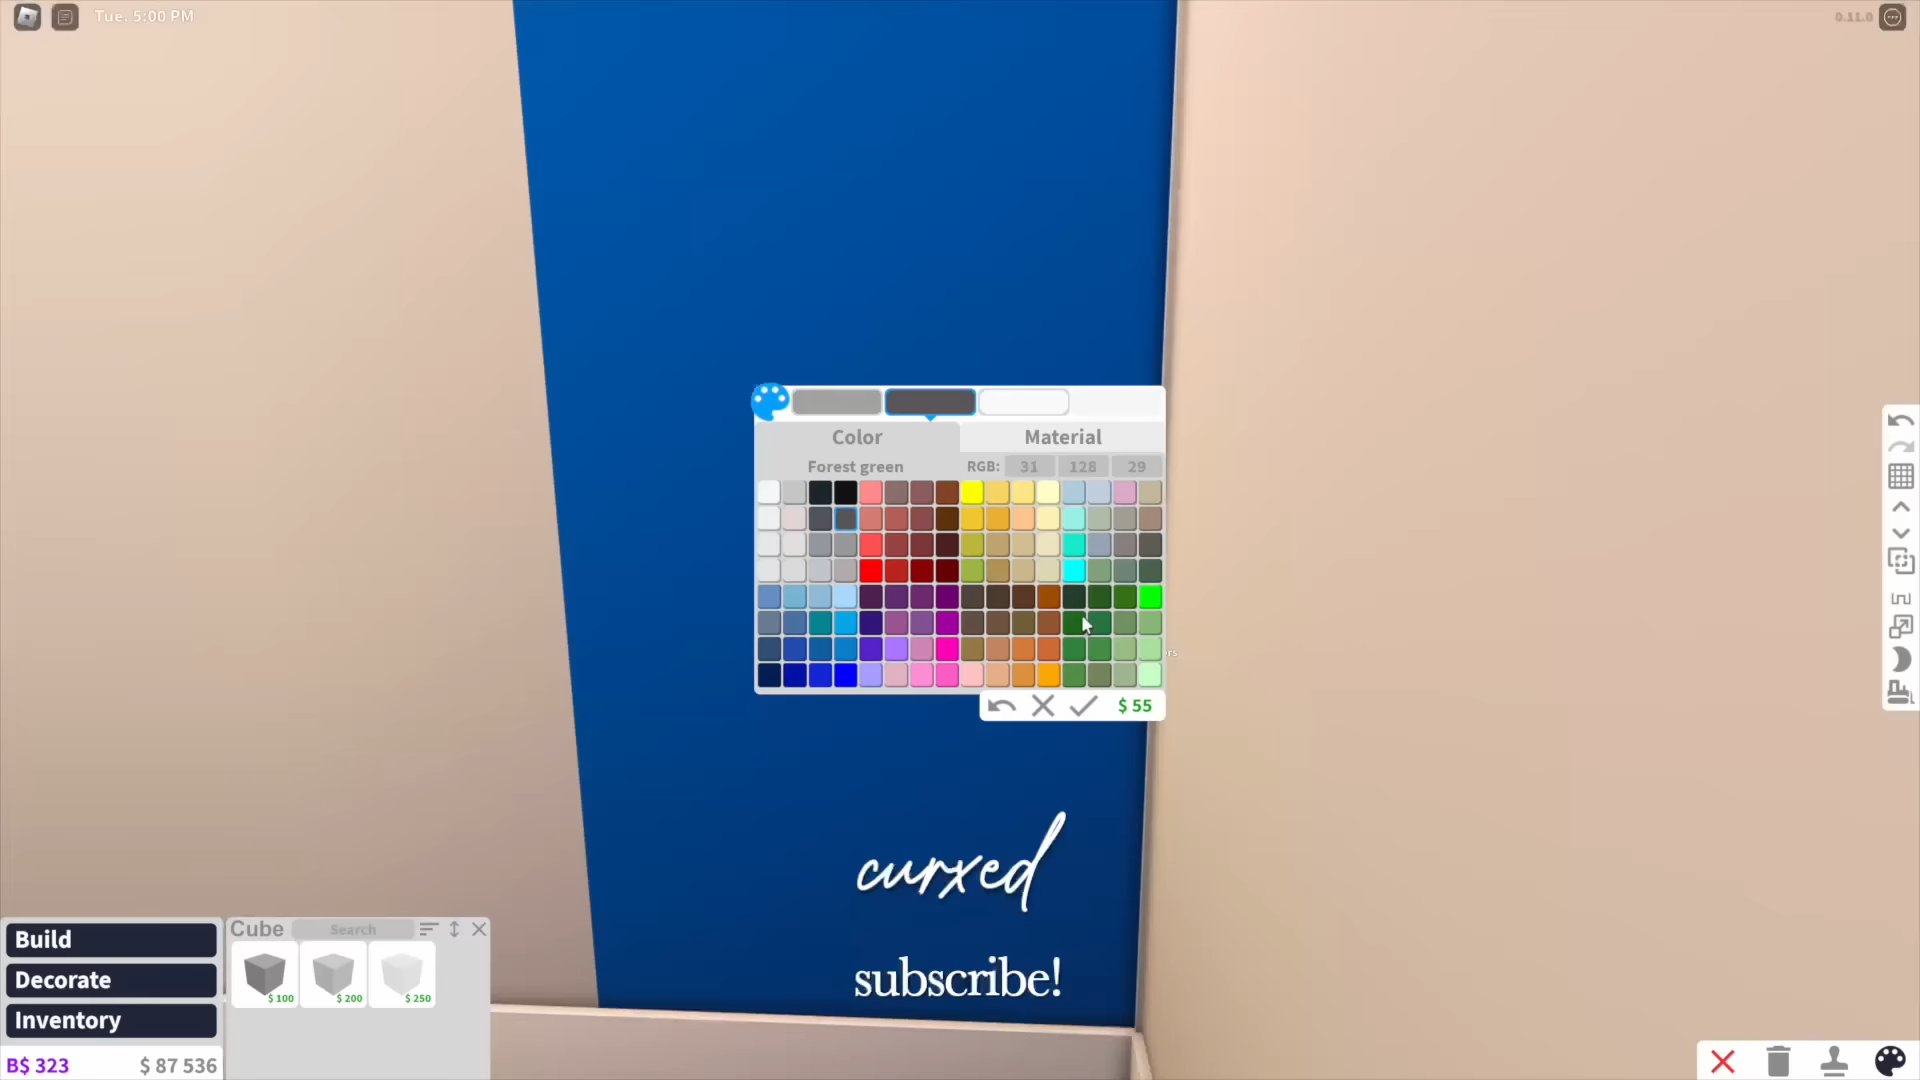 Tue. 5:00 PM
0.11.0
Color
Material
Forest green
RGB: 31 128 29
rs
$ 55
curxed
subscribe!
Build
Decorate
Inventory
B$ 323
$ 87 536
Cube
Search
$ 100
$ 200
$ 250